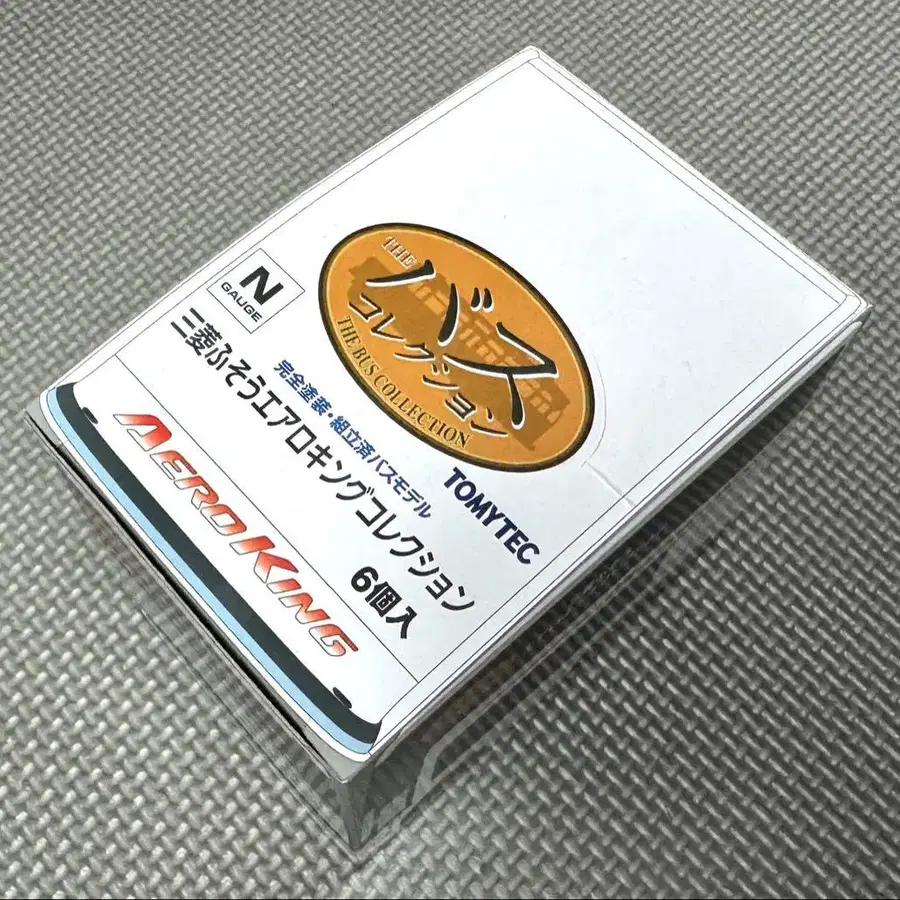 THE
バス
コレクション
THE BUS COLLECTION
N
GAUGE
TOMYTEC
完全塗装・組立済バスモデル
三菱ふそうエアロキングコレクション
6個入
AERO KING